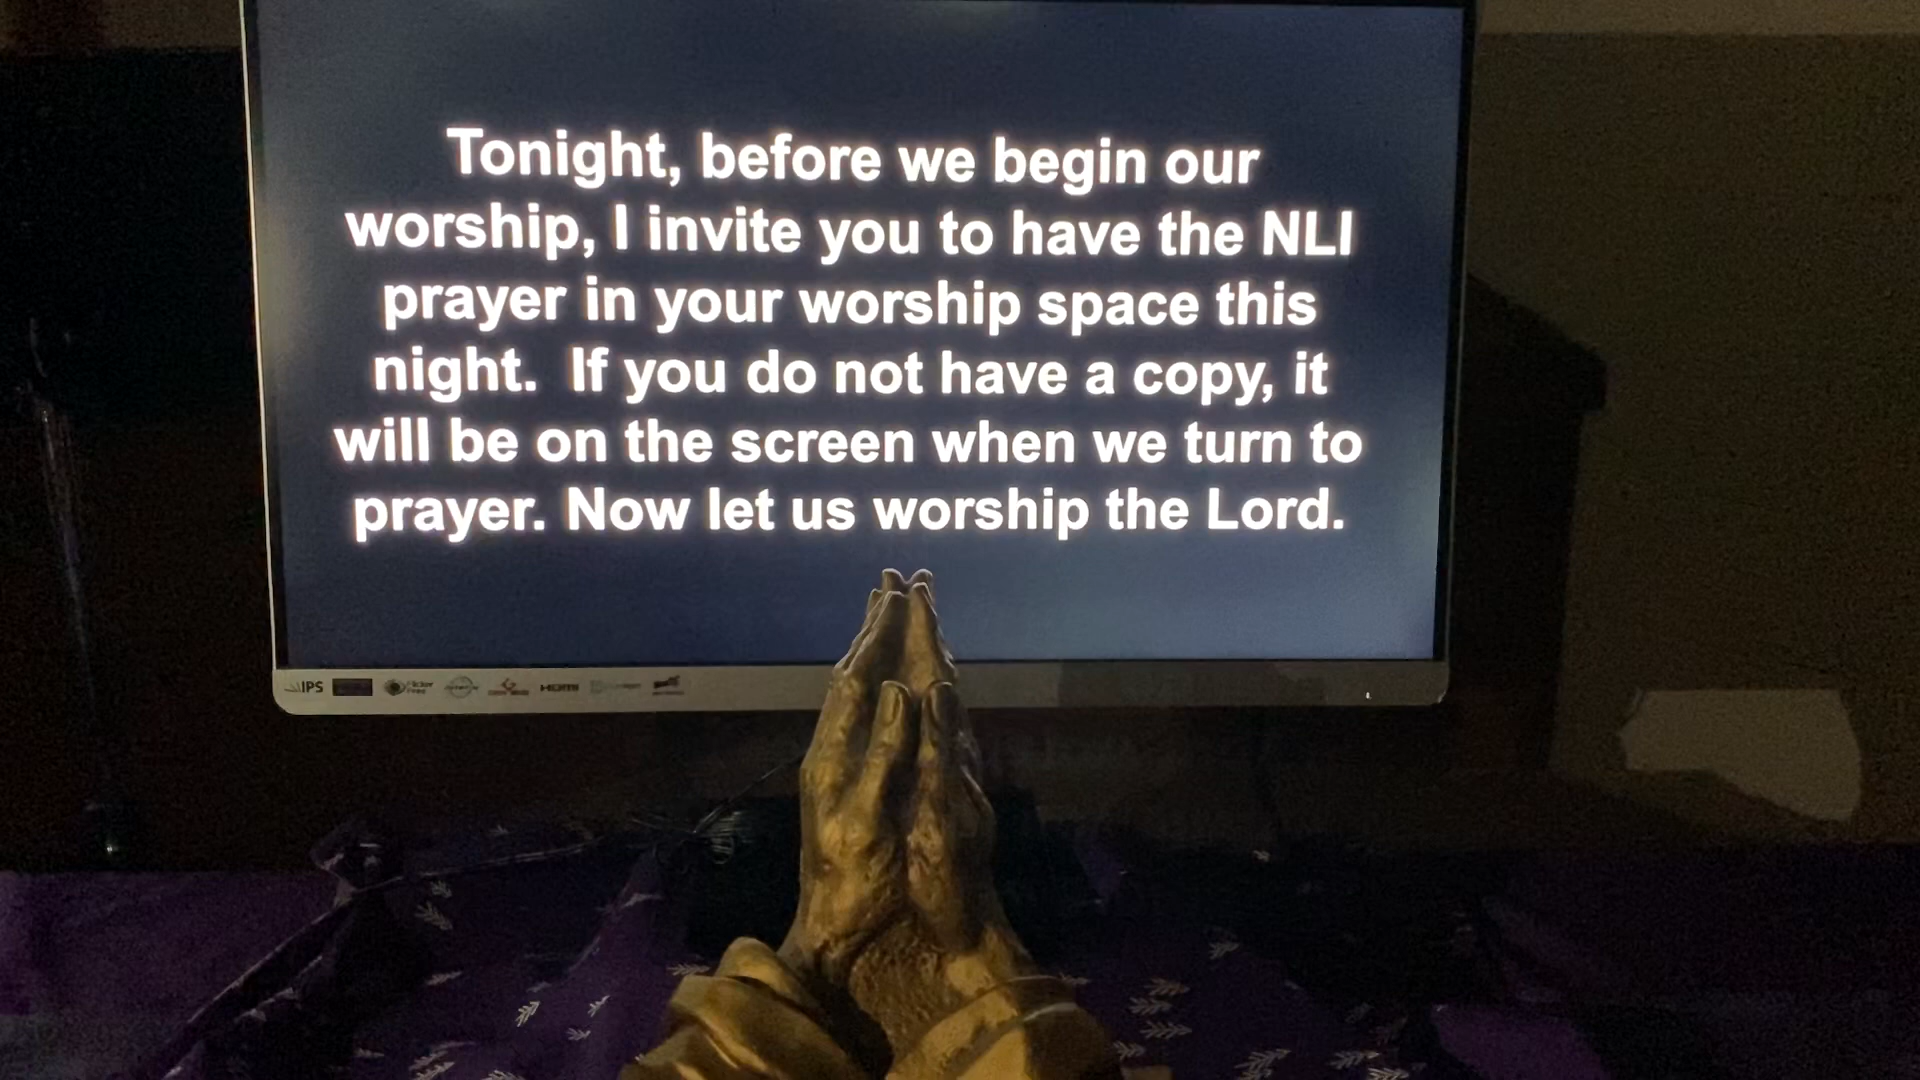 Tonight, before we begin our
worship, I invite you to have the NLI
prayer in your worship space this
night.  If you do not have a copy, it
will be on the screen when we turn to
prayer. Now let us worship the Lord.
IPS
Flicker Free
HDMI